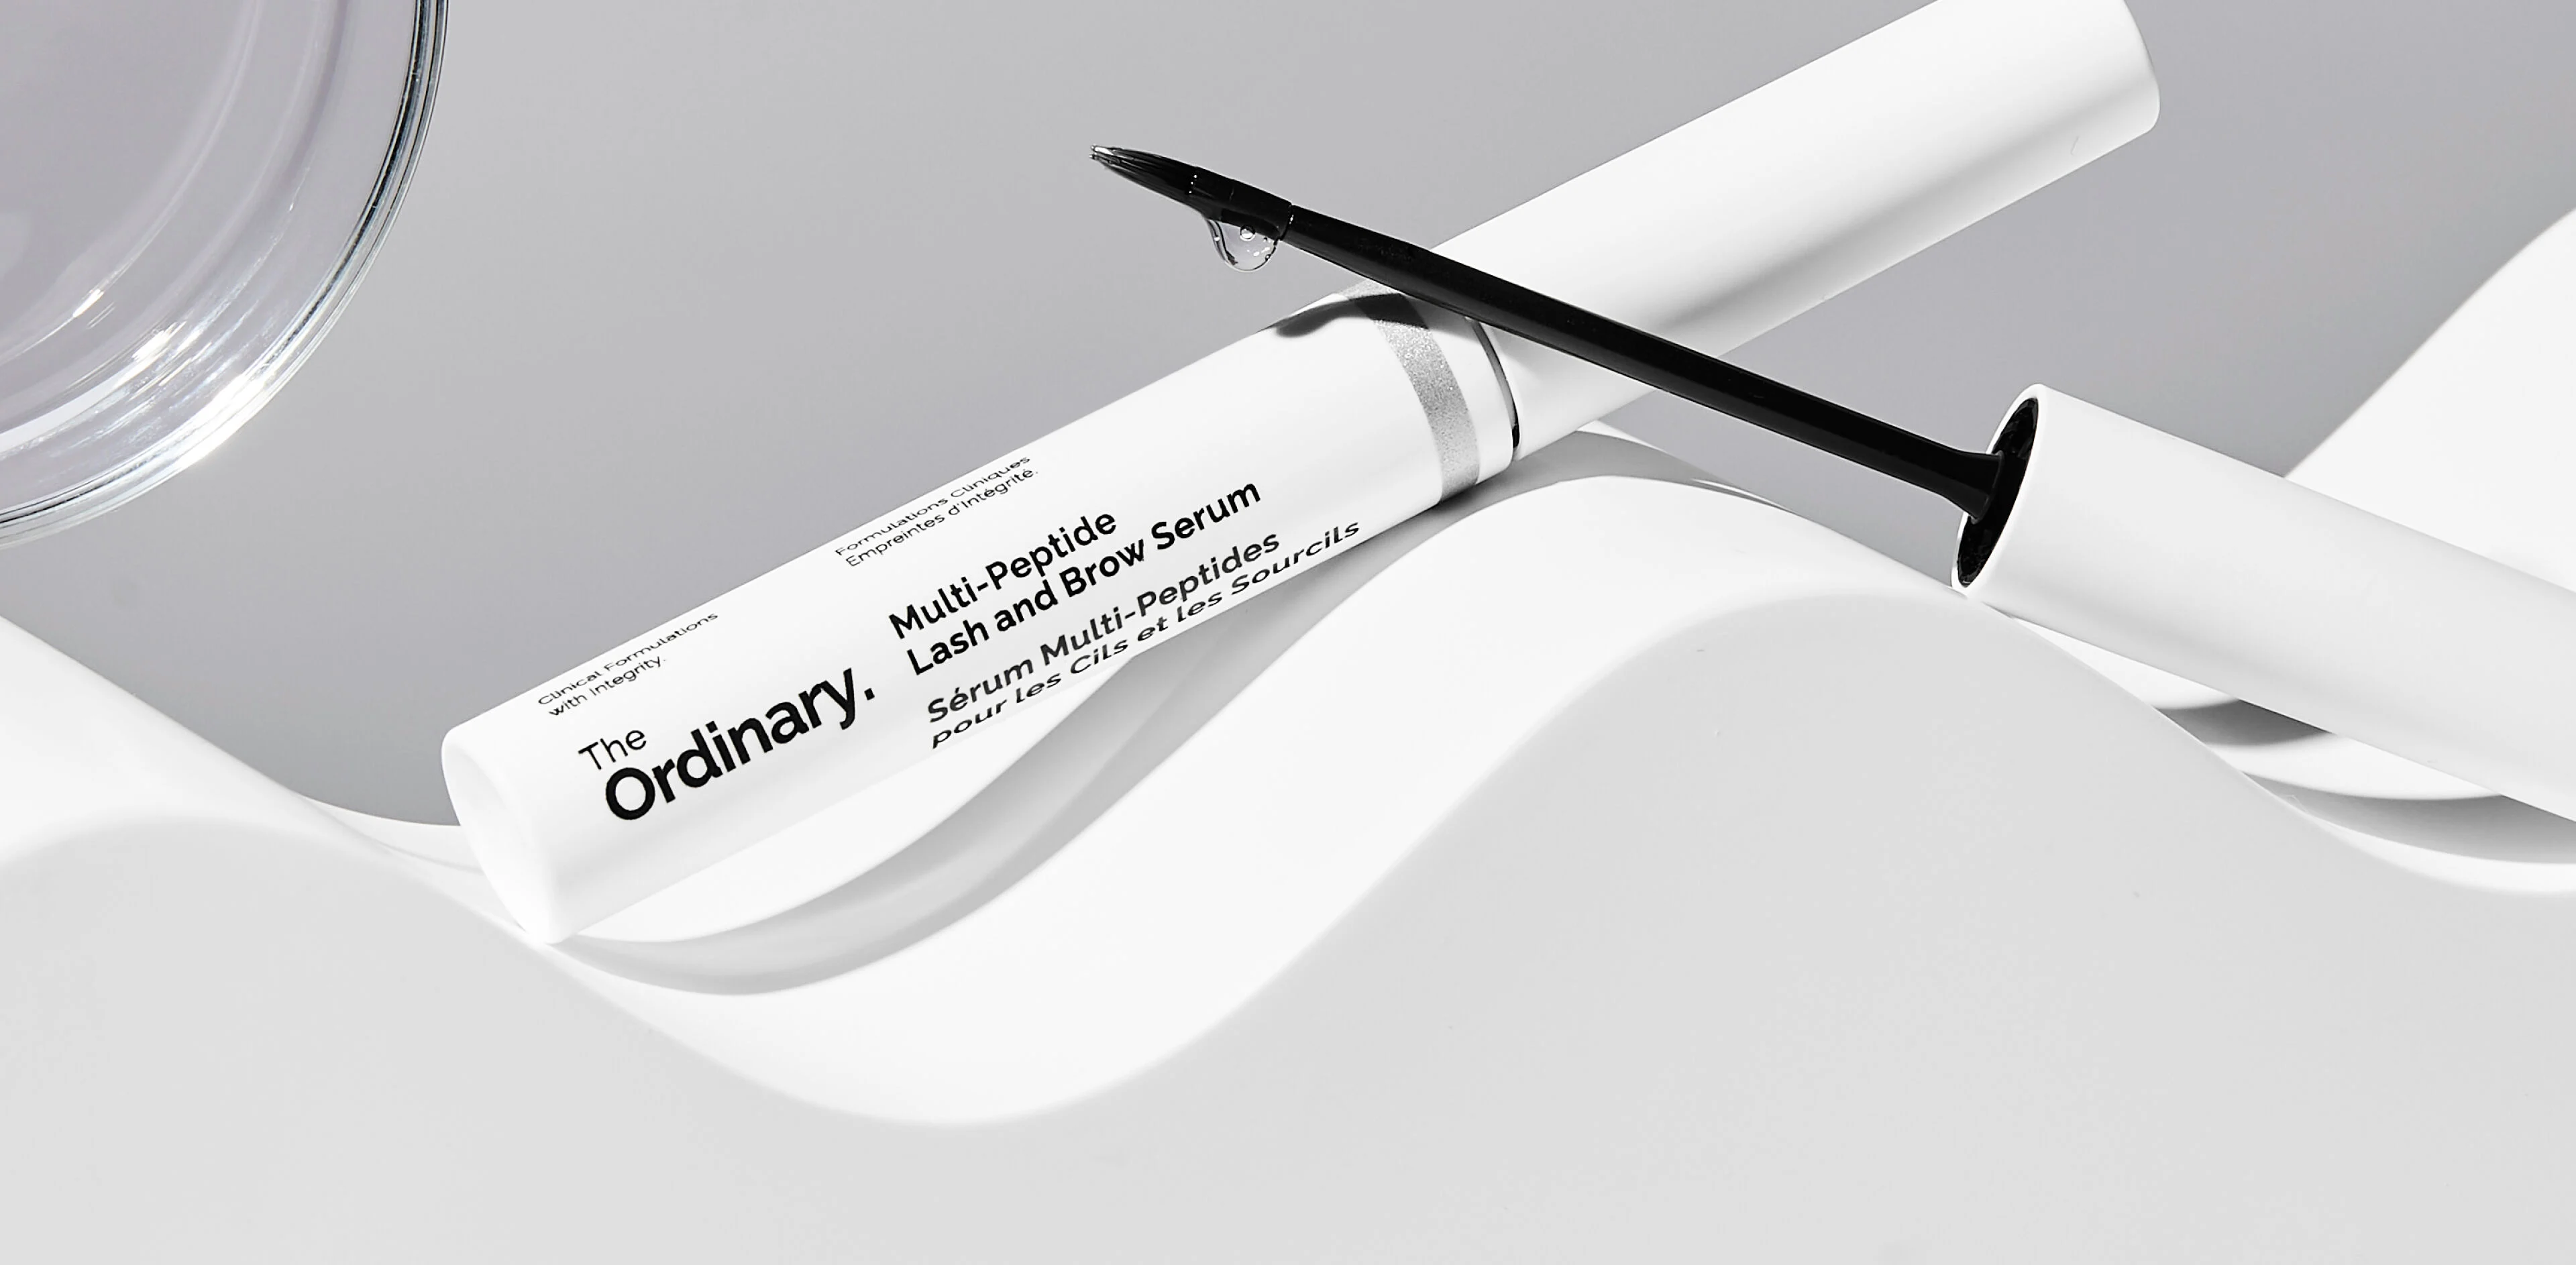 Clinical Formulations
with Integrity.
Formulations Cliniques
Empreintes d'Intégrité.
The
Ordinary.
Multi-Peptide
Lash and Brow Serum
Sérum Multi-Peptides
pour les Cils et les Sourcils